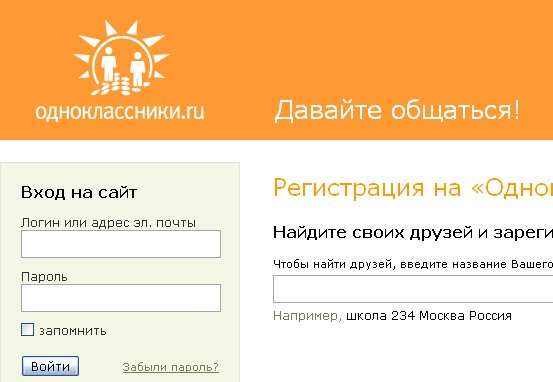 одноклассники.ru
Давайте общаться!
Вход на сайт
Логин или адрес эл. почты
Пароль
запомнить
Войти
Забыли пароль?
Регистрация на «Одно
Найдите своих друзей и зареги
Чтобы найти друзей, введите название Вашего
Например, школа 234 Москва Россия